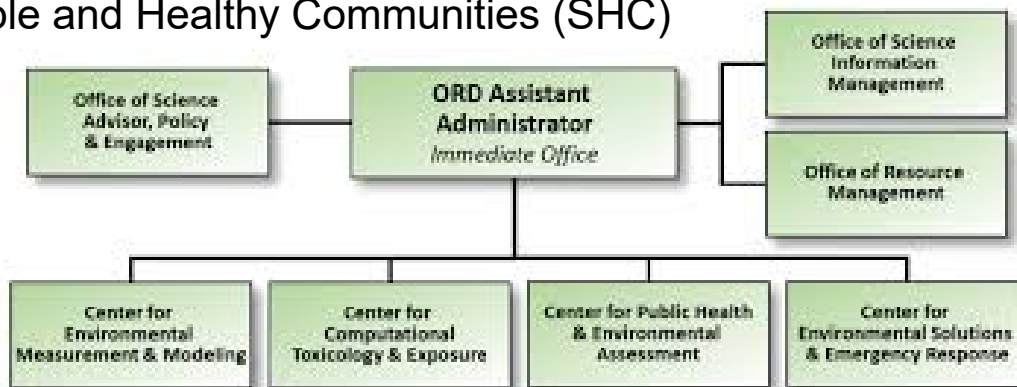 ble and Healthy Communities (SHC)
Office of Science
Information
Management
Office of Science
Advisor, Policy
& Engagement
ORD Assistant
Administrator
Immediate Office
Office of Resource
Management
Center for
Environmental
Measurement & Modeling
Center for
Computational
Toxicology & Exposure
Center for Public Health
& Environmental
Assessment
Center for
Environmental Solutions
& Emergency Response